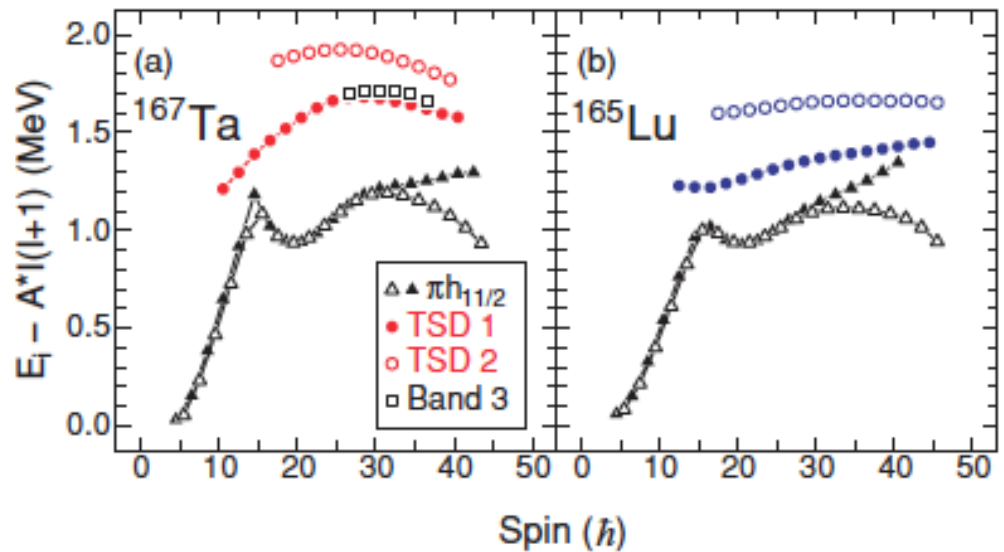 E_i – A*I(I+1) (MeV)
2.0
1.5
1.0
0.5
0.0
(a)
¹⁶⁷Ta
πh₁₁/₂
TSD 1
TSD 2
Band 3
0 10 20 30 40 50
(b)
¹⁶⁵Lu
0 10 20 30 40 50
Spin (ℏ)